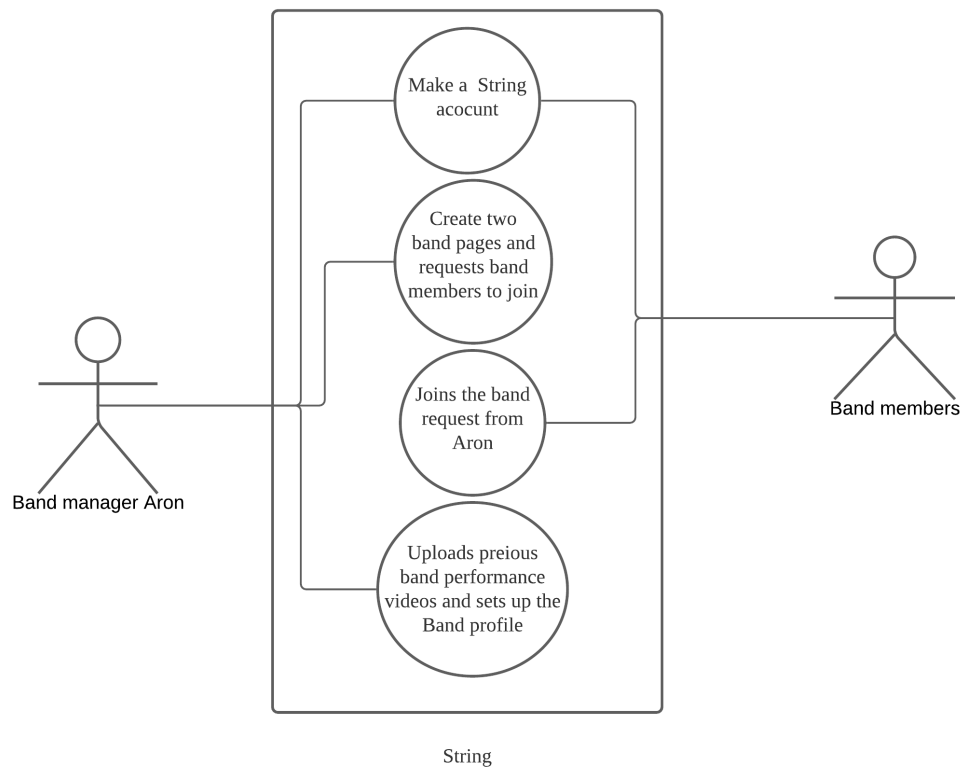 Make a  String
acocunt
Create two
band pages and
requests band
members to join
Joins the band
request from
Aron
Band members
Band manager Aron
Uploads preious
band performance
videos and sets up the
Band profile
String